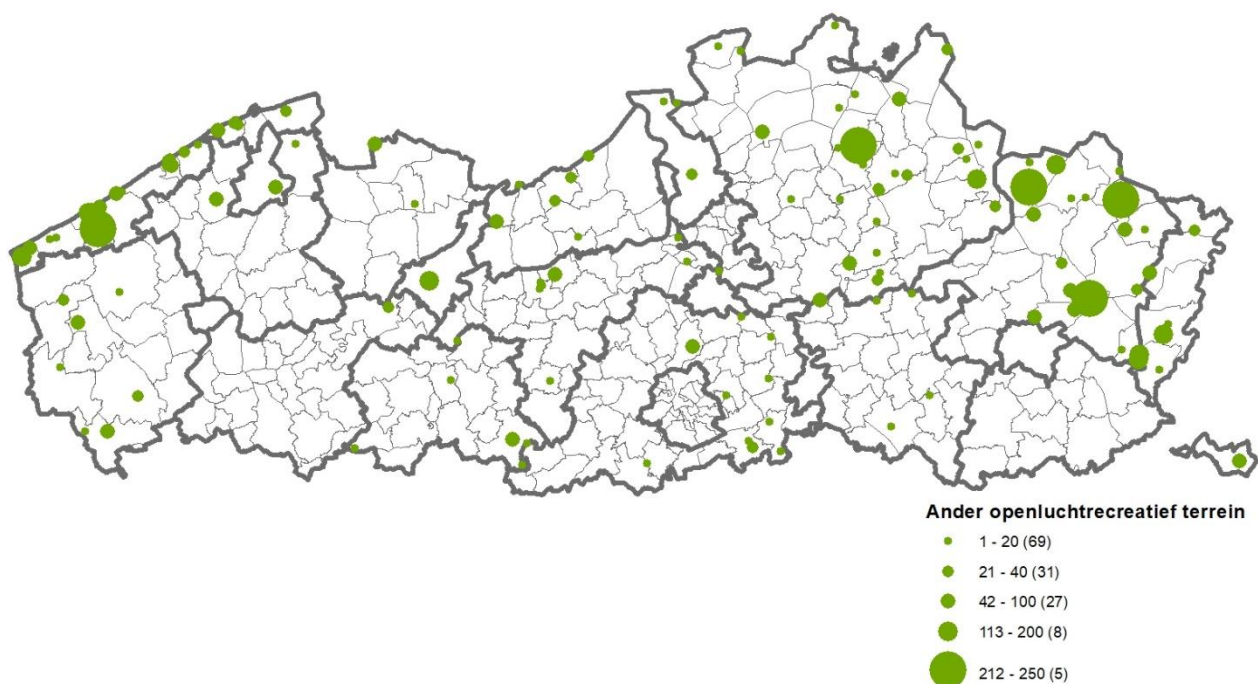 Ander openluchtrecreatief terrein
1 - 20 (69)
21 - 40 (31)
42 - 100 (27)
113 - 200 (8)
212 - 250 (5)